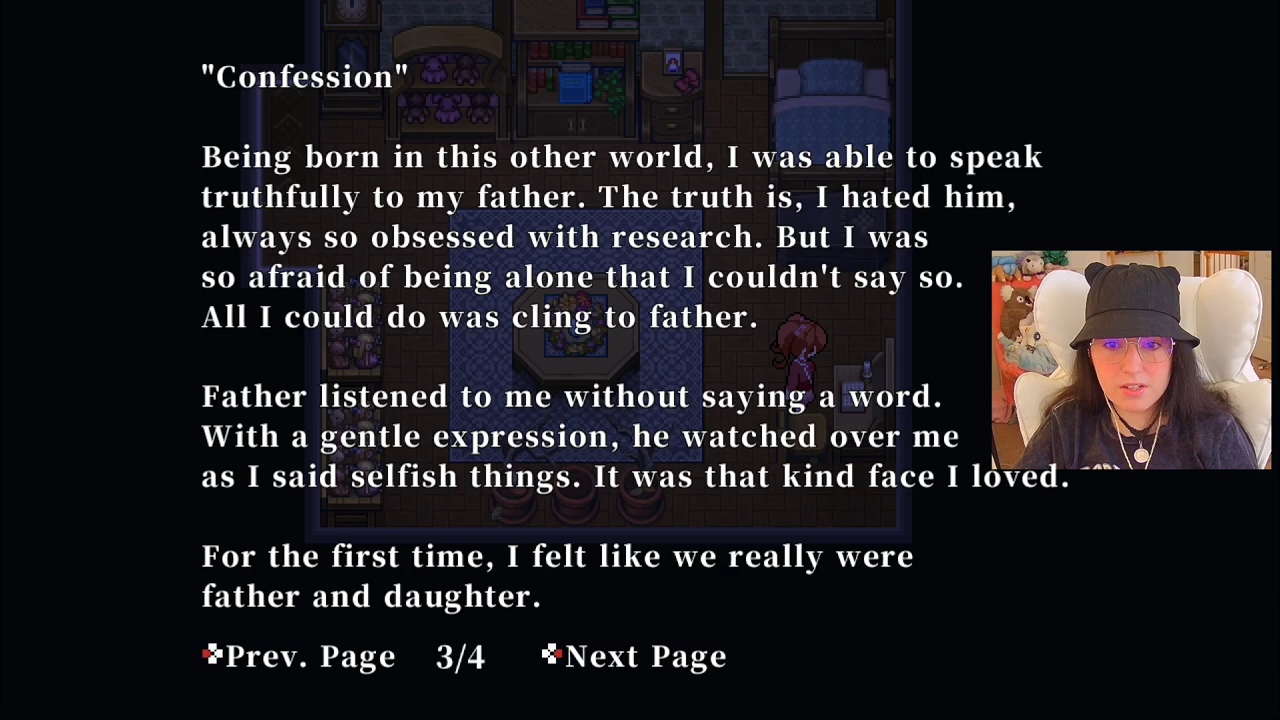 "Confession"
Being born in this other world, I was able to speak
truthfully to my father. The truth is, I hated him,
always so obsessed with research. But I was
so afraid of being alone that I couldn't say so.
All I could do was cling to father.
Father listened to me without saying a word.
With a gentle expression, he watched over me
as I said selfish things. It was that kind face I loved.
For the first time, I felt like we really were
father and daughter.
Prev. Page 3/4 Next Page